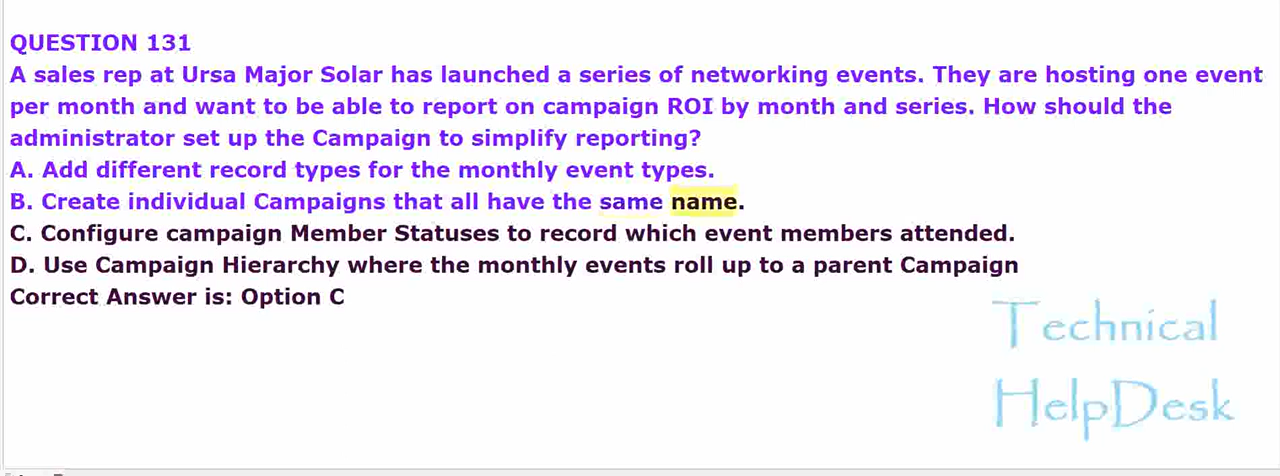 QUESTION 131
A sales rep at Ursa Major Solar has launched a series of networking events. They are hosting one event
per month and want to be able to report on campaign ROI by month and series. How should the
administrator set up the Campaign to simplify reporting?
A. Add different record types for the monthly event types.
B. Create individual Campaigns that all have the same name.
C. Configure campaign Member Statuses to record which event members attended.
D. Use Campaign Hierarchy where the monthly events roll up to a parent Campaign
Correct Answer is: Option C
Technical
HelpDesk